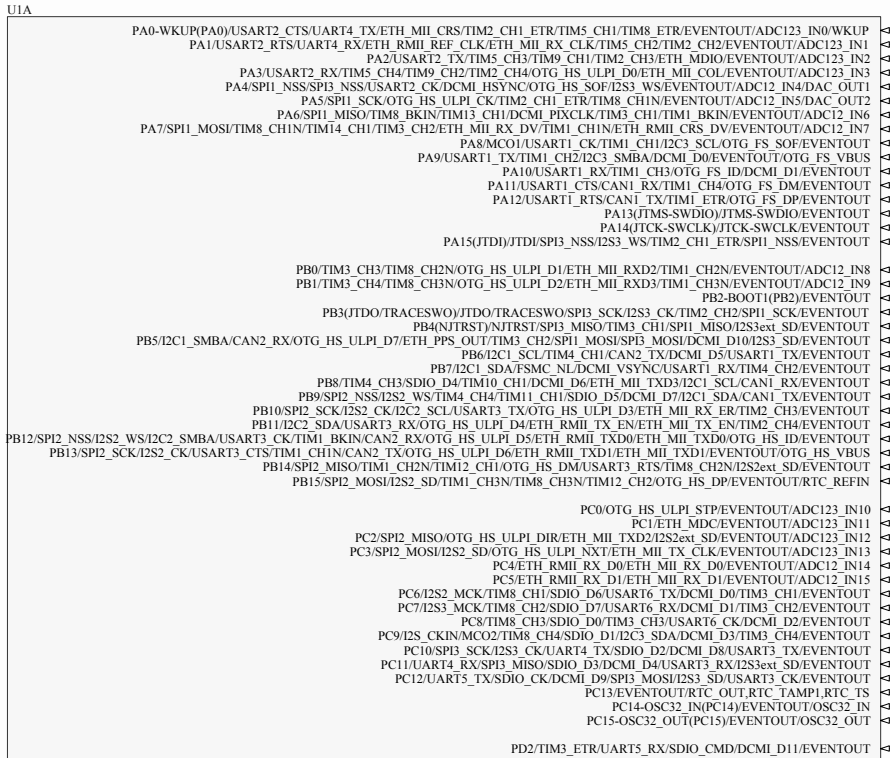 U1A
PA0-WKUP(PA0)/USART2_CTS/UART4_TX/ETH_MII_CRS/TIM2_CH1_ETR/TIM5_CH1/TIM8_ETR/EVENTOUT/ADC123_IN0/WKUP
PA1/USART2_RTS/UART4_RX/ETH_RMII_REF_CLK/ETH_MII_RX_CLK/TIM5_CH2/TIM2_CH2/EVENTOUT/ADC123_IN1
PA2/USART2_TX/TIM5_CH3/TIM9_CH1/TIM2_CH3/ETH_MDIO/EVENTOUT/ADC123_IN2
PA3/USART2_RX/TIM5_CH4/TIM9_CH2/TIM2_CH4/OTG_HS_ULPI_D0/ETH_MII_COL/EVENTOUT/ADC123_IN3
PA4/SPI1_NSS/SPI3_NSS/USART2_CK/DCMI_HSYNC/OTG_HS_SOF/I2S3_WS/EVENTOUT/ADC12_IN4/DAC_OUT1
PA5/SPI1_SCK/OTG_HS_ULPI_CK/TIM2_CH1_ETR/TIM8_CH1N/EVENTOUT/ADC12_IN5/DAC_OUT2
PA6/SPI1_MISO/TIM8_BKIN/TIM13_CH1/DCMI_PIXCLK/TIM3_CH1/TIM1_BKIN/EVENTOUT/ADC12_IN6
PA7/SPI1_MOSI/TIM8_CH1N/TIM14_CH1/TIM3_CH2/ETH_MII_RX_DV/TIM1_CH1N/ETH_RMII_CRS_DV/EVENTOUT/ADC12_IN7
PA8/MCO1/USART1_CK/TIM1_CH1/I2C3_SCL/OTG_FS_SOF/EVENTOUT
PA9/USART1_TX/TIM1_CH2/I2C3_SMBA/DCMI_D0/EVENTOUT/OTG_FS_VBUS
PA10/USART1_RX/TIM1_CH3/OTG_FS_ID/DCMI_D1/EVENTOUT
PA11/USART1_CTS/CAN1_RX/TIM1_CH4/OTG_FS_DM/EVENTOUT
PA12/USART1_RTS/CAN1_TX/TIM1_ETR/OTG_FS_DP/EVENTOUT
PA13(JTMS-SWDIO)/JTMS-SWDIO/EVENTOUT
PA14(JTCK-SWCLK)/JTCK-SWCLK/EVENTOUT
PA15(JTDI)/JTDI/SPI3_NSS/I2S3_WS/TIM2_CH1_ETR/SPI1_NSS/EVENTOUT
PB0/TIM3_CH3/TIM8_CH2N/OTG_HS_ULPI_D1/ETH_MII_RXD2/TIM1_CH2N/EVENTOUT/ADC12_IN8
PB1/TIM3_CH4/TIM8_CH3N/OTG_HS_ULPI_D2/ETH_MII_RXD3/TIM1_CH3N/EVENTOUT/ADC12_IN9
PB2-BOOT1(PB2)/EVENTOUT
PB3(JTDO/TRACESWO)/JTDO/TRACESWO/SPI3_SCK/I2S3_CK/TIM2_CH2/SPI1_SCK/EVENTOUT
PB4(NJTRST)/NJTRST/SPI3_MISO/TIM3_CH1/SPI1_MISO/I2S3ext_SD/EVENTOUT
PB5/I2C1_SMBA/CAN2_RX/OTG_HS_ULPI_D7/ETH_PPS_OUT/TIM3_CH2/SPI1_MOSI/SPI3_MOSI/DCMI_D10/I2S3_SD/EVENTOUT
PB6/I2C1_SCL/TIM4_CH1/CAN2_TX/DCMI_D5/USART1_TX/EVENTOUT
PB7/I2C1_SDA/FSMC_NL/DCMI_VSYNC/USART1_RX/TIM4_CH2/EVENTOUT
PB8/TIM4_CH3/SDIO_D4/TIM10_CH1/DCMI_D6/ETH_MII_TXD3/I2C1_SCL/CAN1_RX/EVENTOUT
PB9/SPI2_NSS/I2S2_WS/TIM4_CH4/TIM11_CH1/SDIO_D5/DCMI_D7/I2C1_SDA/CAN1_TX/EVENTOUT
PB10/SPI2_SCK/I2S2_CK/I2C2_SCL/USART3_TX/OTG_HS_ULPI_D3/ETH_MII_RX_ER/TIM2_CH3/EVENTOUT
PB11/I2C2_SDA/USART3_RX/OTG_HS_ULPI_D4/ETH_RMII_TX_EN/ETH_MII_TX_EN/TIM2_CH4/EVENTOUT
PB12/SPI2_NSS/I2S2_WS/I2C2_SMBA/USART3_CK/TIM1_BKIN/CAN2_RX/OTG_HS_ULPI_D5/ETH_RMII_TXD0/ETH_MII_TXD0/OTG_HS_ID/EVENTOUT
PB13/SPI2_SCK/I2S2_CK/USART3_CTS/TIM1_CH1N/CAN2_TX/OTG_HS_ULPI_D6/ETH_RMII_TXD1/ETH_MII_TXD1/EVENTOUT/OTG_HS_VBUS
PB14/SPI2_MISO/TIM1_CH2N/TIM12_CH1/OTG_HS_DM/USART3_RTS/TIM8_CH2N/I2S2ext_SD/EVENTOUT
PB15/SPI2_MOSI/I2S2_SD/TIM1_CH3N/TIM8_CH3N/TIM12_CH2/OTG_HS_DP/EVENTOUT/RTC_REFIN
PC0/OTG_HS_ULPI_STP/EVENTOUT/ADC123_IN10
PC1/ETH_MDC/EVENTOUT/ADC123_IN11
PC2/SPI2_MISO/OTG_HS_ULPI_DIR/ETH_MII_TXD2/I2S2ext_SD/EVENTOUT/ADC123_IN12
PC3/SPI2_MOSI/I2S2_SD/OTG_HS_ULPI_NXT/ETH_MII_TX_CLK/EVENTOUT/ADC123_IN13
PC4/ETH_RMII_RX_D0/ETH_MII_RX_D0/EVENTOUT/ADC12_IN14
PC5/ETH_RMII_RX_D1/ETH_MII_RX_D1/EVENTOUT/ADC12_IN15
PC6/I2S2_MCK/TIM8_CH1/SDIO_D6/USART6_TX/DCMI_D0/TIM3_CH1/EVENTOUT
PC7/I2S3_MCK/TIM8_CH2/SDIO_D7/USART6_RX/DCMI_D1/TIM3_CH2/EVENTOUT
PC8/TIM8_CH3/SDIO_D0/TIM3_CH3/USART6_CK/DCMI_D2/EVENTOUT
PC9/I2S_CKIN/MCO2/TIM8_CH4/SDIO_D1/I2C3_SDA/DCMI_D3/TIM3_CH4/EVENTOUT
PC10/SPI3_SCK/I2S3_CK/UART4_TX/SDIO_D2/DCMI_D8/USART3_TX/EVENTOUT
PC11/UART4_RX/SPI3_MISO/SDIO_D3/DCMI_D4/USART3_RX/I2S3ext_SD/EVENTOUT
PC12/UART5_TX/SDIO_CK/DCMI_D9/SPI3_MOSI/I2S3_SD/USART3_CK/EVENTOUT
PC13/EVENTOUT/RTC_OUT,RTC_TAMP1,RTC_TS
PC14-OSC32_IN(PC14)/EVENTOUT/OSC32_IN
PC15-OSC32_OUT(PC15)/EVENTOUT/OSC32_OUT
PD2/TIM3_ETR/UART5_RX/SDIO_CMD/DCMI_D11/EVENTOUT